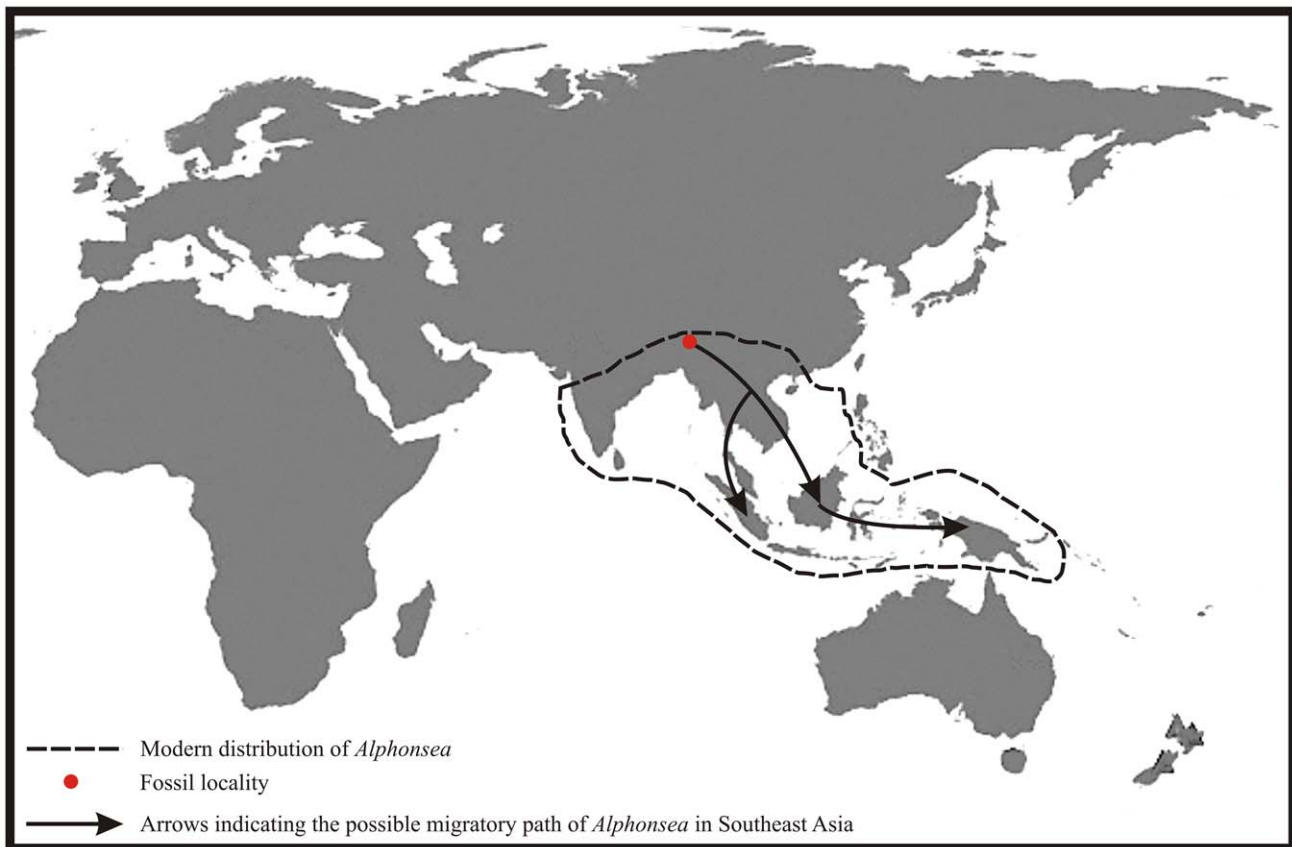 Modern distribution of Alphonsea
Fossil locality
Arrows indicating the possible migratory path of Alphonsea in Southeast Asia